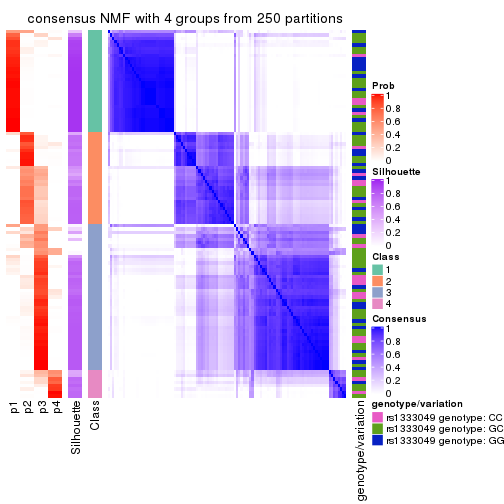 consensus NMF with 4 groups from 250 partitions
Prob
1
0.8
0.6
0.4
0.2
0
Silhouette
1
0.8
0.6
0.4
0.2
0
Class
1
2
3
4
Consensus
1
0.8
0.6
0.4
0.2
0
genotype/variation
rs1333049 genotype: CC
rs1333049 genotype: GC
rs1333049 genotype: GG
p1
p2
p3
p4
Silhouette
Class
genotype/variation